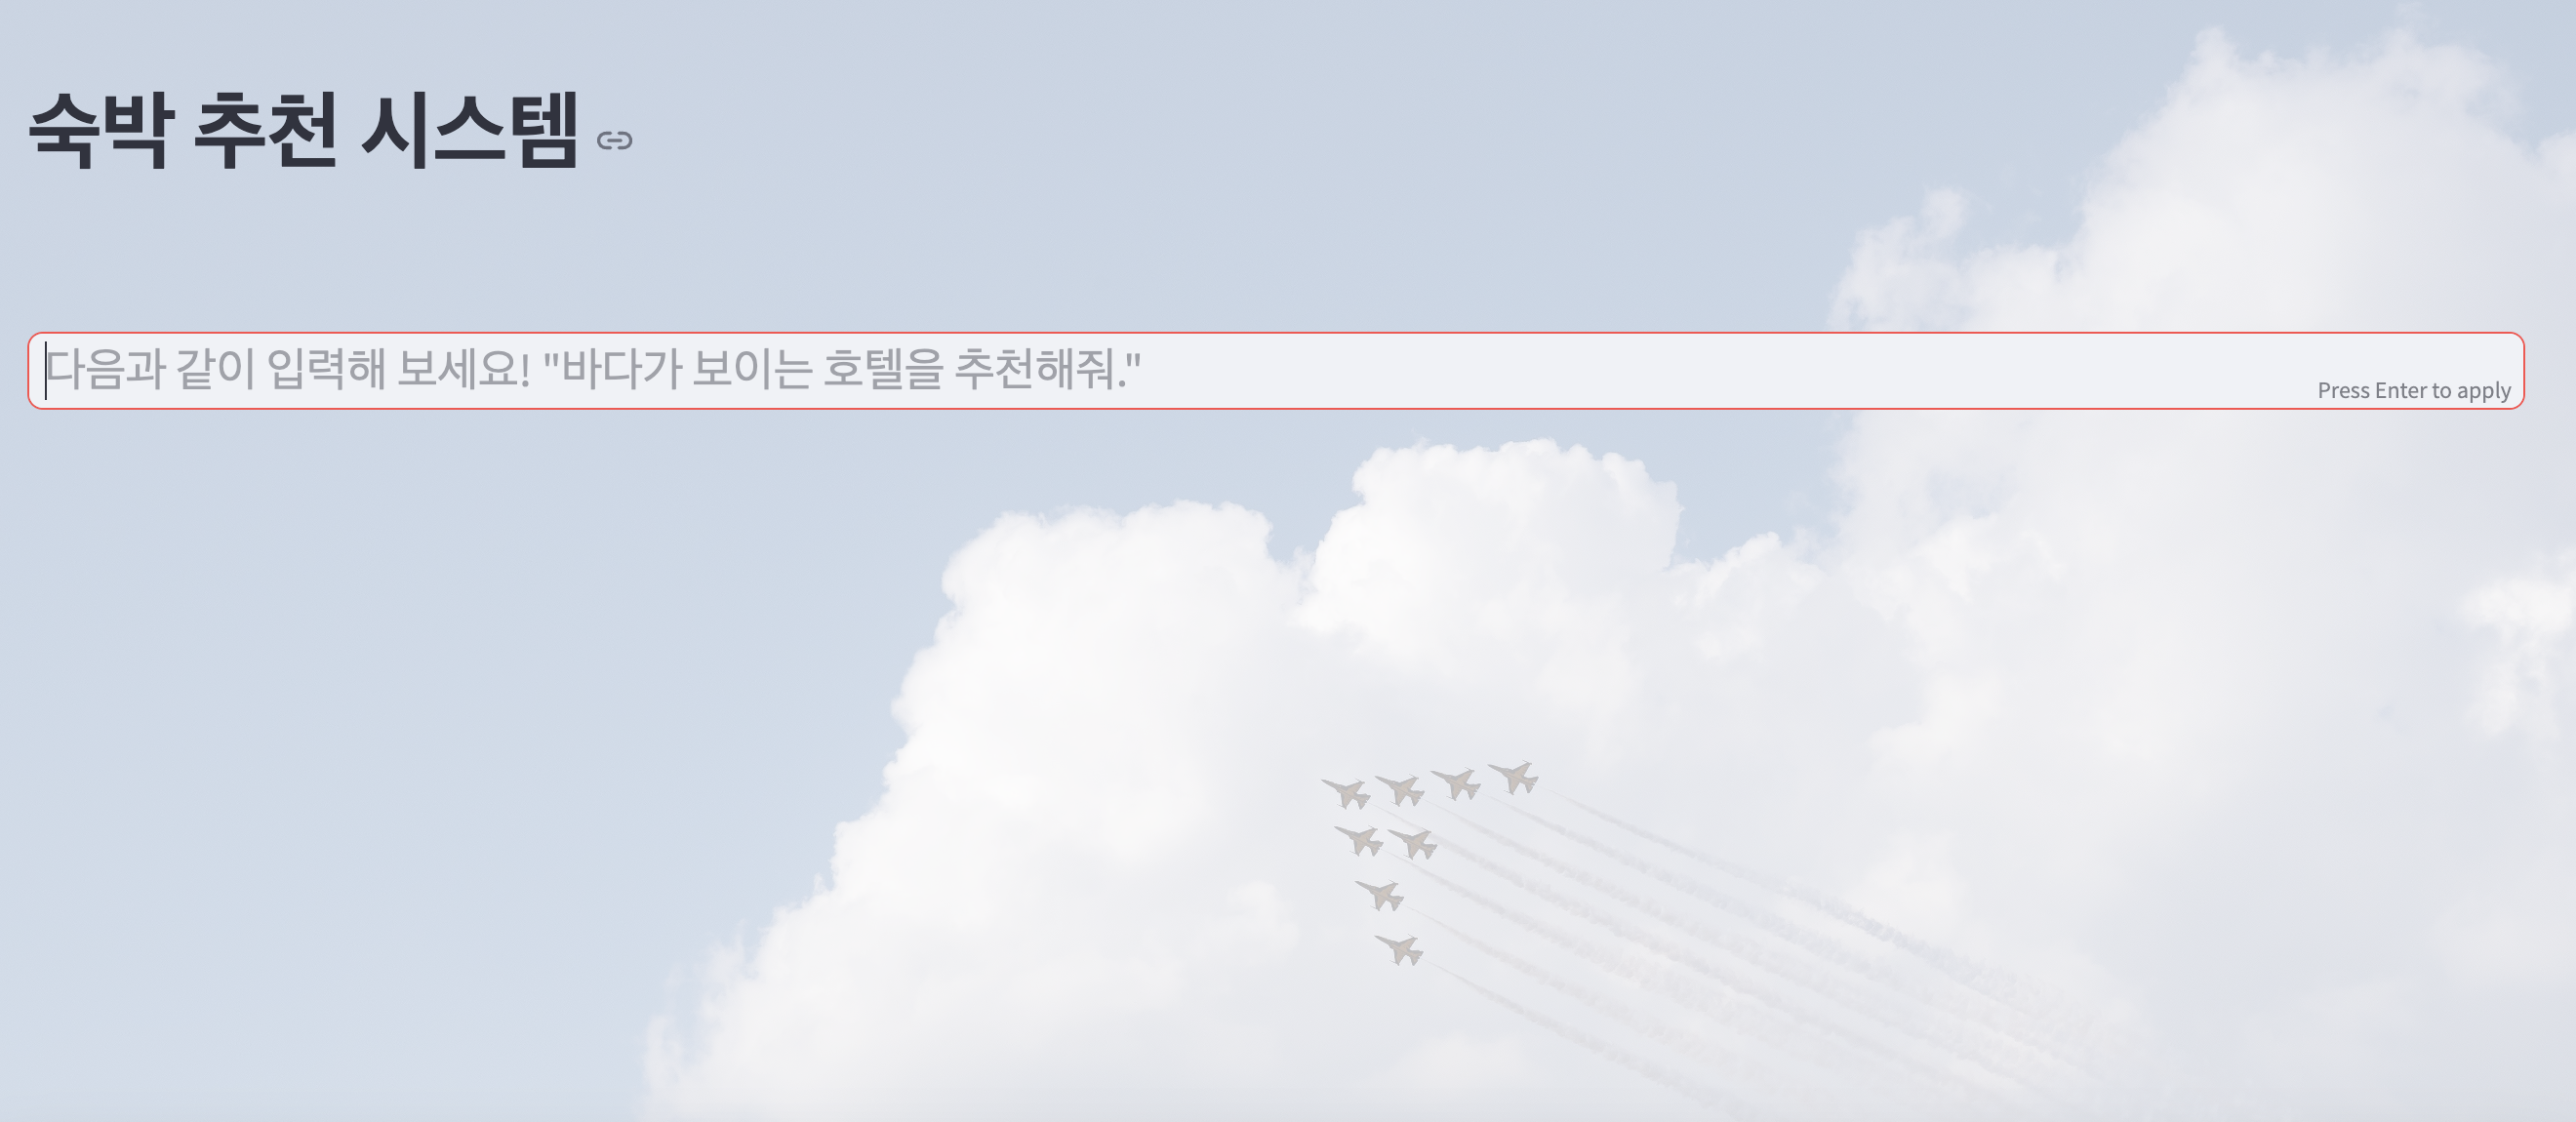 숙박 추천 시스템
다음과 같이 입력해 보세요! "바다가 보이는 호텔을 추천해줘."
Press Enter to apply